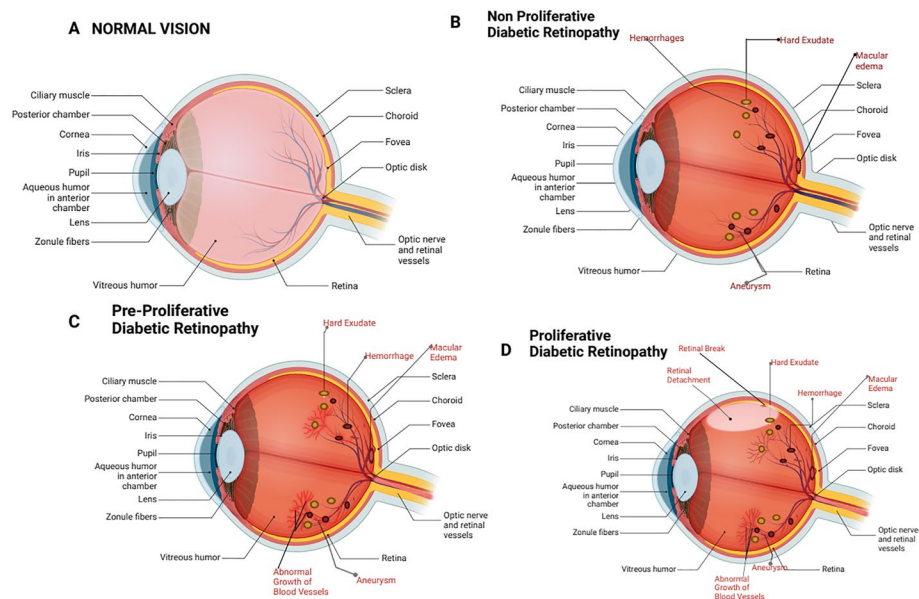 A NORMAL VISION
Ciliary muscle
Posterior chamber
Cornea
Iris
Pupil
Aqueous humor
in anterior
chamber
Lens
Zonule fibers
Vitreous humor
Sclera
Choroid
Fovea
Optic disk
Optic nerve
and retinal
vessels
Retina
B Non Proliferative
Diabetic Retinopathy
Hemorrhages
Hard Exudate
Macular
edema
Ciliary muscle
Posterior chamber
Cornea
Iris
Pupil
Aqueous humor
in anterior
chamber
Lens
Zonule fibers
Muscle humor
Sclera
Choroid
Fovea
Optic disk
Optic nerve
and retinal
vessels
Retina
Aneurysm
C Pre-Proliferative
Diabetic Retinopathy
Hard Exudate
Hemorrhage
Macular
Edema
Ciliary muscle
Posterior chamber
Cornea
Iris
Pupil
Aqueous humor
in anterior
chamber
Lens
Zonule fibers
Vitreous humor
Sclera
Choroid
Fovea
Optic disk
Optic nerve
and retinal
vessels
Retina
Abnormal
Growth of
Blood Vessels
Aneurysm
D Proliferative
Diabetic Retinopathy
Retinal Break
Retinal
Detachment
Hard Exudate
Hemorrhage
Macular
Edema
Ciliary muscle
Posterior chamber
Cornea
Iris
Pupil
Aqueous humor
in anterior
chamber
Lens
Zonule fibers
Vitreous humor
Sclera
Choroid
Fovea
Optic disk
Optic nerve
and retinal
vessels
Retina
Aneurysm
Abnormal
Growth of
Blood Vessels